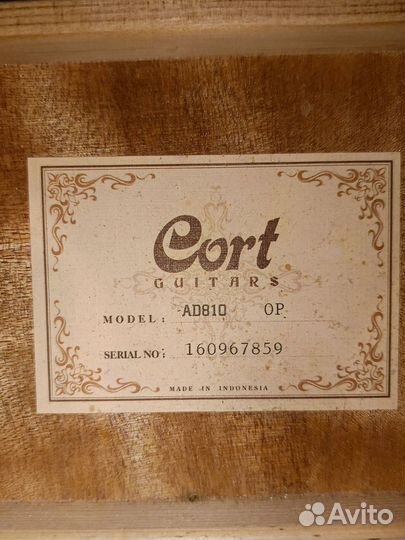 Cort
GUITARS
MODEL: AD810 OP
SERIAL NO: 160967859
MADE IN INDONESIA
Avito